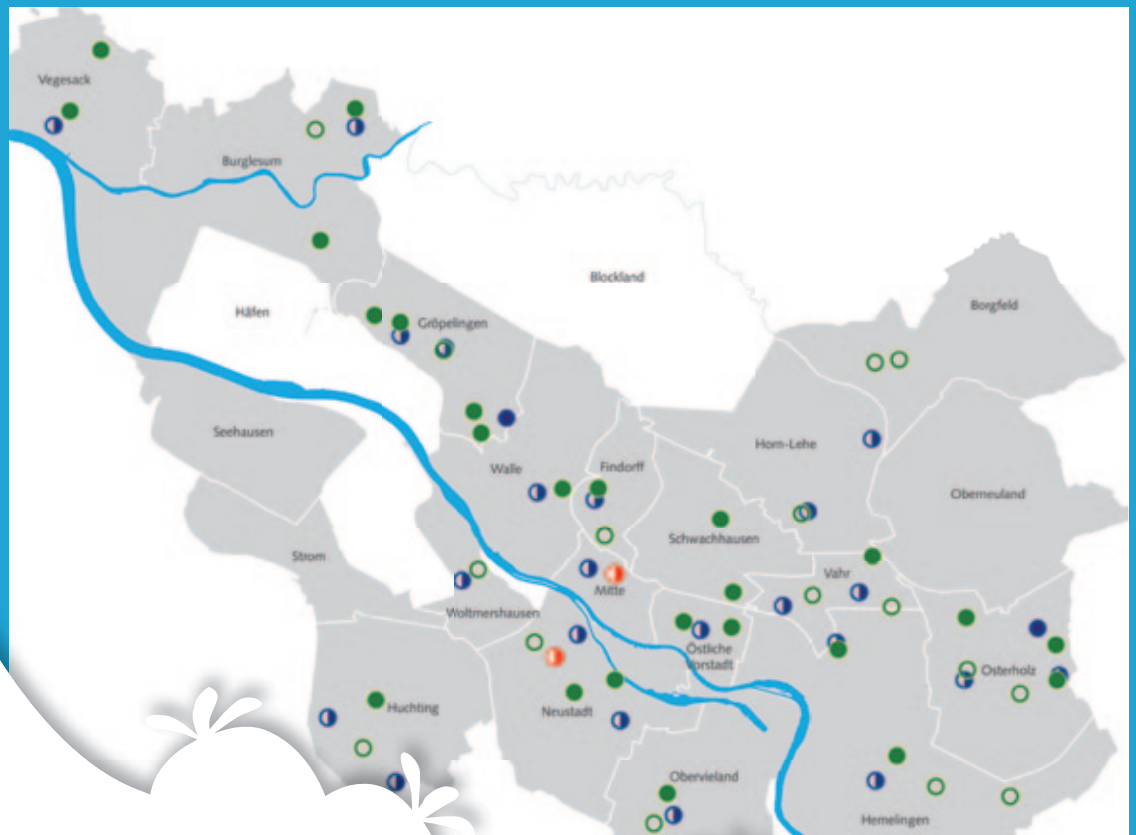 Vegesack
Burglesum
Blockland
Häfen
Borgfeld
Gröpelingen
Seehausen
Horn-Lehe
Walle
Findorff
Oberneuland
Schwachhausen
Strom
Vahr
Mitte
Woltmershausen
Östliche
Vorstadt
Osterholz
Huchting
Neustadt
Obervieland
Hemelingen